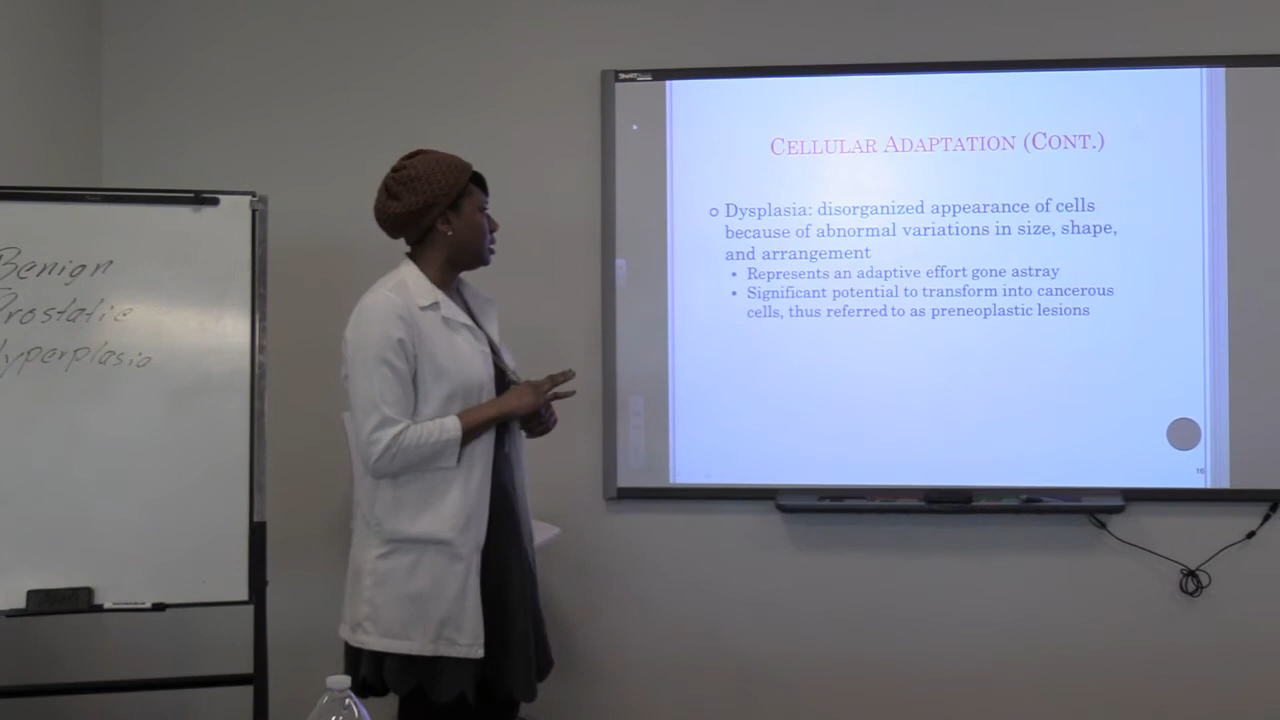 Benign
Prostatic
Hyperplasia
SMART
CELLULAR ADAPTATION (CONT.)
Dysplasia: disorganized appearance of cells
because of abnormal variations in size, shape,
and arrangement
• Represents an adaptive effort gone astray
• Significant potential to transform into cancerous
cells, thus referred to as preneoplastic lesions
16